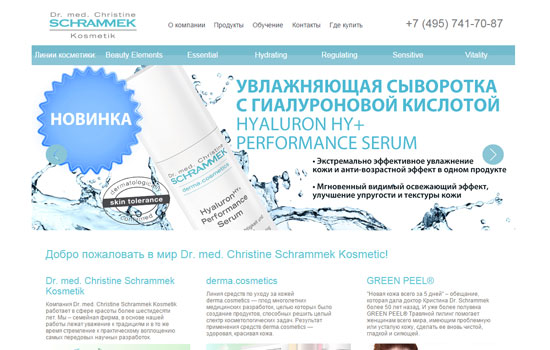 Dr. med. Christine
SCHRAMMEK
Kosmetik
О компании Продукты Обучение Контакты Где купить
+7 (495) 741-70-87
Линии косметики: Beauty Elements Essential Hydrating Regulating Sensitive Vitality
НОВИНКА
УВЛАЖНЯЮЩАЯ СЫВОРОТКА
С ГИАЛУРОНОВОЙ КИСЛОТОЙ
HYALURON HY+
PERFORMANCE SERUM
• Экстремально эффективное увлажнение
кожи и анти-возрастной эффект в одном продукте
• Мгновенный видимый освежающий эффект,
улучшение упругости и текстуры кожи
Dr. med. Christine
SCHRAMMEK
derma.cosmetics
Hyaluron HY+
Performance
Serum
dermatologically
skin tolerance
confirmed
Добро пожаловать в мир Dr. med. Christine Schrammek Kosmetic!
Dr. med. Christine Schrammek
Kosmetik
Компания Dr. med. Christine Schrammek Kosmetik
работает в сфере красоты более шестидесяти
лет. Мы – семейная фирма, в основе нашей
работы лежат уважение к традициям и в то же
время стремление к практическому воплощению
самых передовых научных разработок.
derma.cosmetics
Линия средств по уходу за кожей
derma.cosmetics — плод многолетних
медицинских разработок, целью которых было
создание продуктов, способных решать целый
спектр косметологических задач. Результат
применения средств derma.cosmetics —
здоровая, красивая кожа.
GREEN PEEL®
"Новая кожа всего за 5 дней" – обещание,
которая дала доктор Кристина Dr. Schrammek
более 50 лет назад. И уже более полувека
GREEN PEEL® Травяной пилинг помогает
женщинам всего мира, имеющим проблемную
или усталую кожу, сделать ее вновь чистой,
гладкой и сияющей.